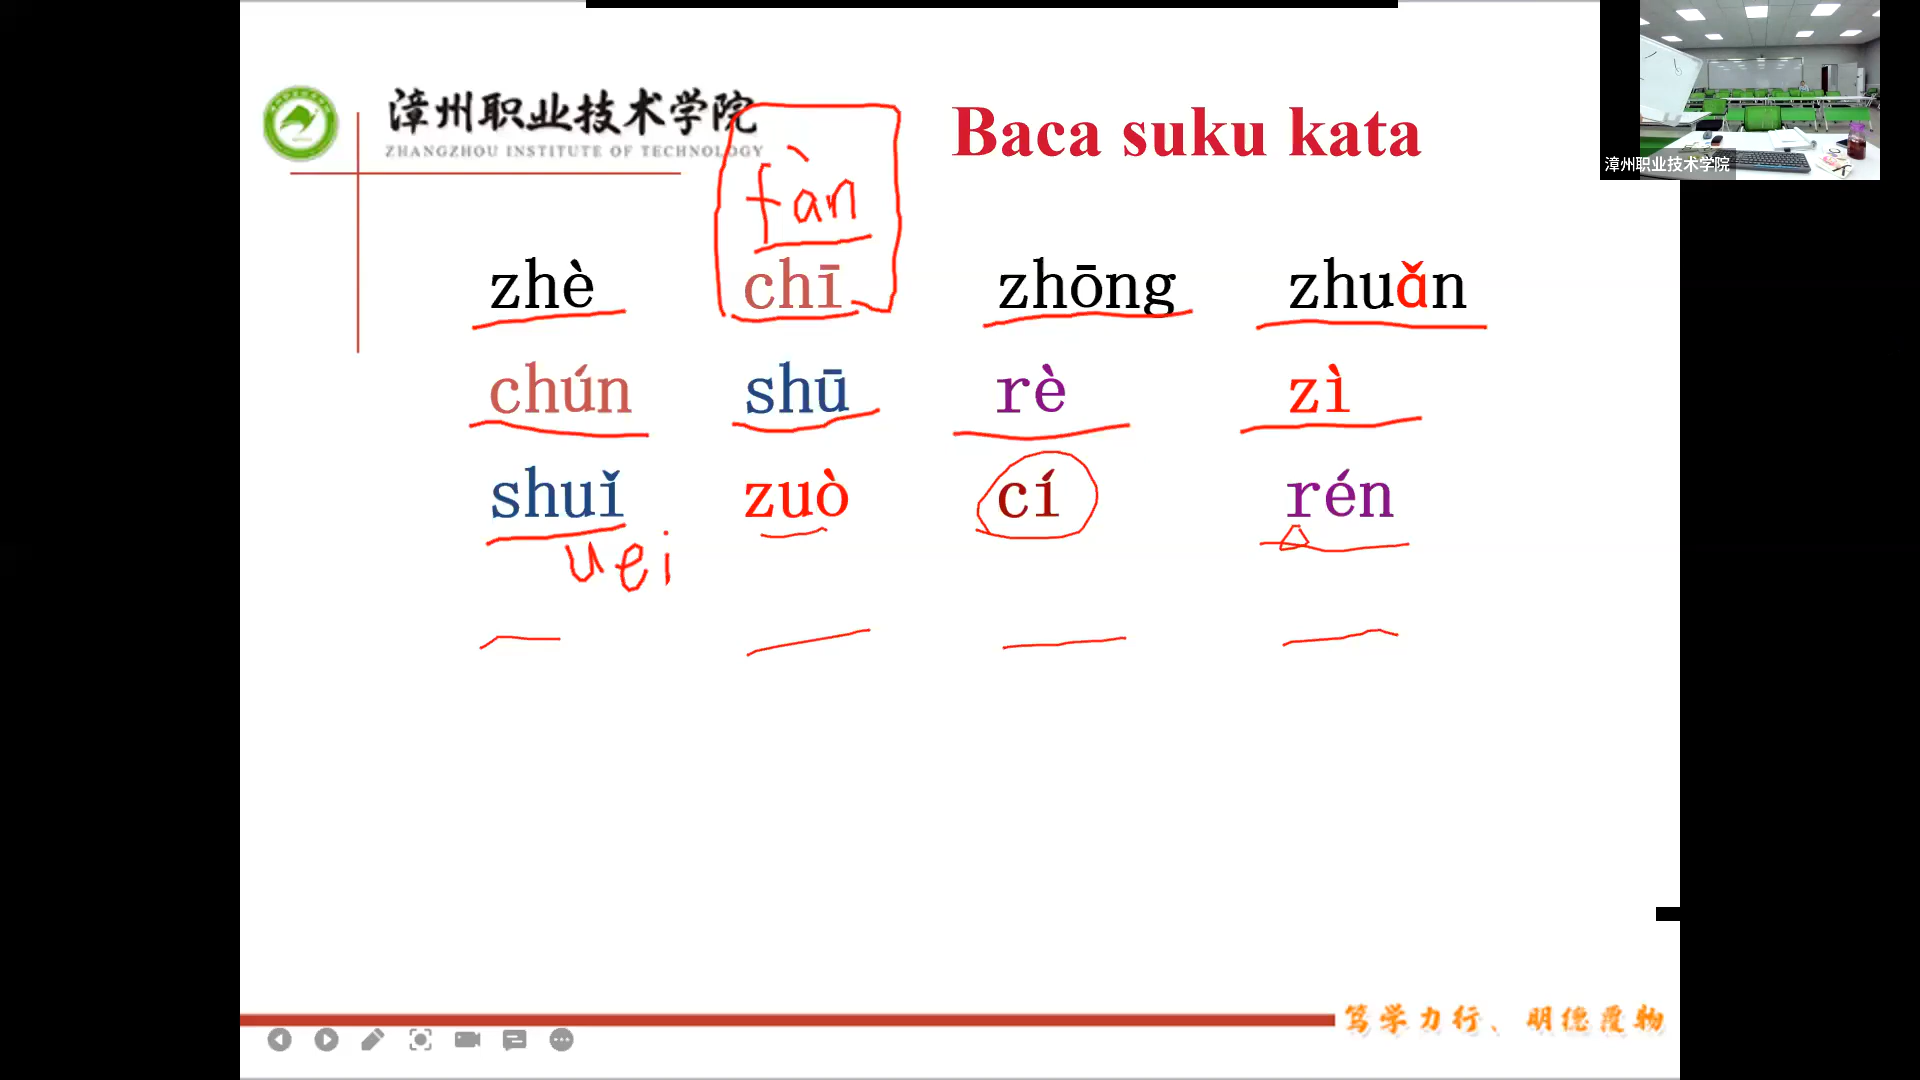 漳州职业技术学院
ZHANGZHOU INSTITUTE OF TECHNOLOGY
Baca suku kata
漳州职业技术学院
fàn
zhè chī zhōng zhuǎn
chún shū rè zì
shuǐ zuò cí rén
uei
笃学力行、明德覆物